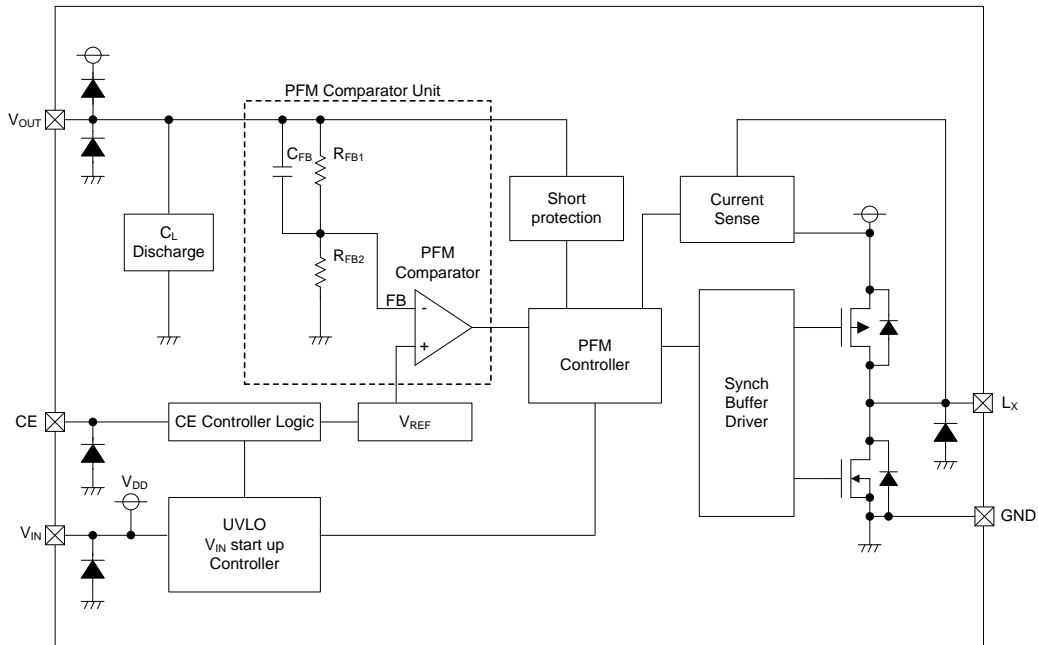 PFM Comparator Unit
VOUT
CFB
RFB1
Short
protection
Current
Sense
CL
Discharge
RFB2
PFM
Comparator
FB
-
+
PFM
Controller
Synch
Buffer
Driver
CE
CE Controller Logic
VREF
LX
VDD
VIN
UVLO
VIN start up
Controller
GND